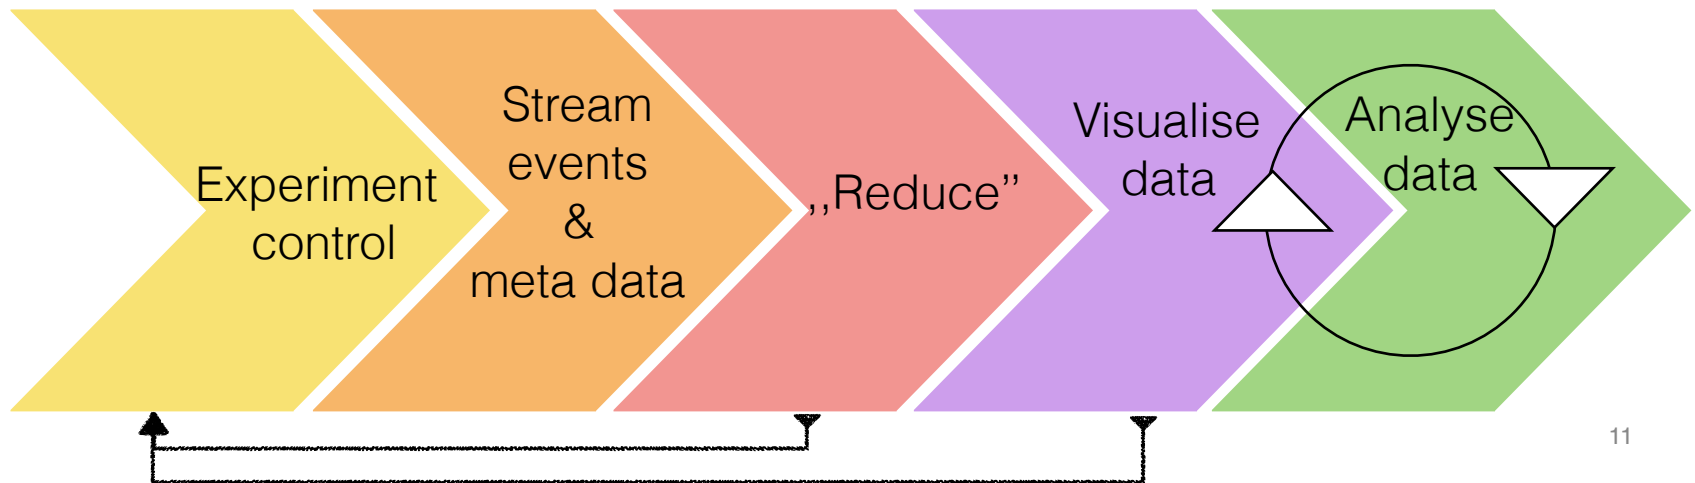 Experiment
control
Stream
events
&
meta data
,,Reduce”
Visualise
data
Analyse
data
11